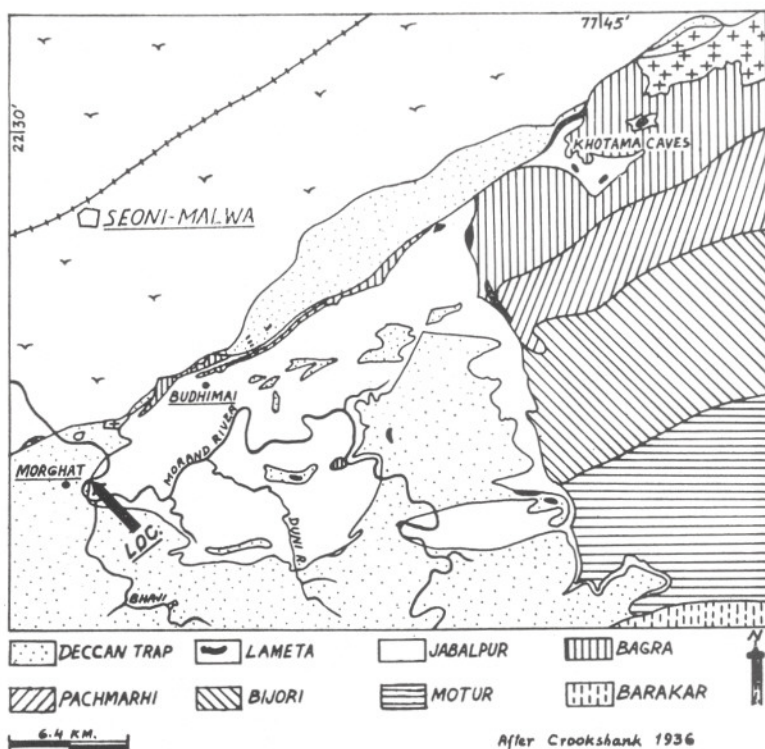 77|45'
22|30'
KHOTAMA CAVES
SEONI-MALWA
BUDHIMAI
MORAND RIVER
MORGHAT
LOC.
DUNI R.
BHAJI
DECCAN TRAP
LAMETA
JABALPUR
BAGRA
N
PACHMARHI
BIJORI
MOTUR
BARAKAR
6.4 KM.
After Crookshank 1936